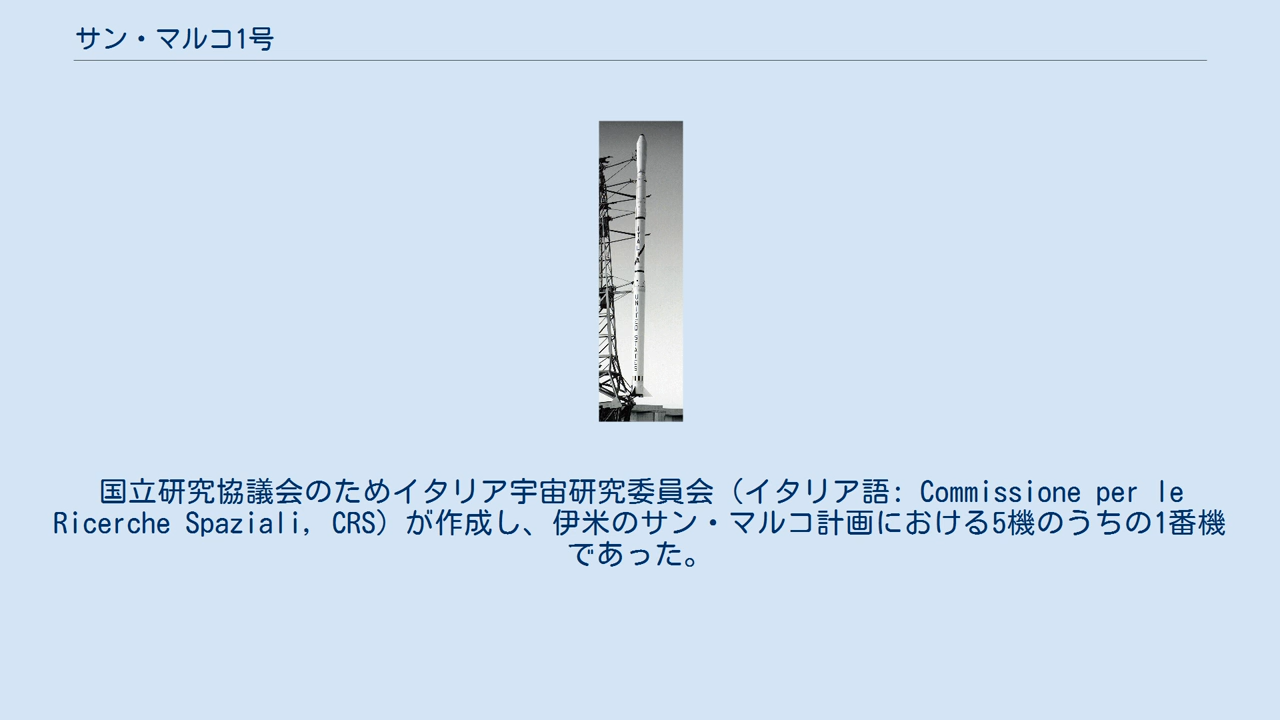 サン・マルコ1号
ITALIA
UNITED STATES
国立研究協議会のためイタリア宇宙研究委員会（イタリア語: Commissione per le
Ricerche Spaziali, CRS）が作成し、伊米のサン・マルコ計画における5機のうちの1番機
であった。